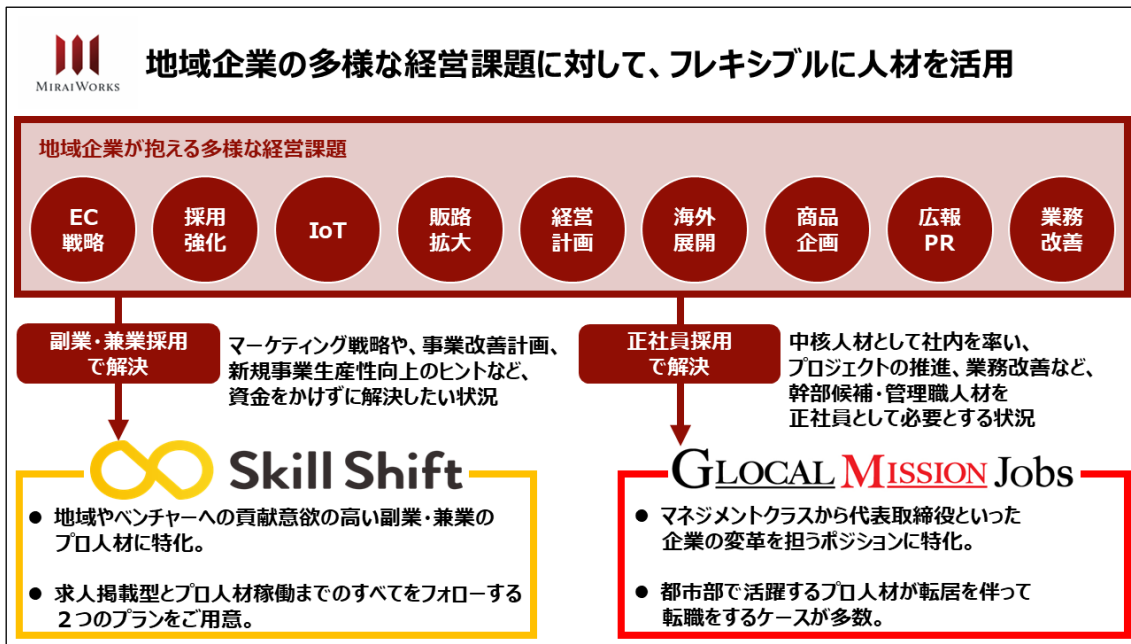 MIRAIWORKS
地域企業の多様な経営課題に対して、フレキシブルに人材を活用
地域企業が抱える多様な経営課題
EC
戦略
採用
強化
IoT
販路
拡大
経営
計画
海外
展開
商品
企画
広報
PR
業務
改善
副業・兼業採用
で解決
マーケティング戦略や、事業改善計画、
新規事業生産性向上のヒントなど、
資金をかけずに解決したい状況
正社員採用
で解決
中核人材として社内を率い、
プロジェクトの推進、業務改善など、
幹部候補・管理職人材を
正社員として必要とする状況
Skill Shift
● 地域やベンチャーへの貢献意欲の高い副業・兼業の
プロ人材に特化。
● 求人掲載型とプロ人材稼働までのすべてをフォローする
２つのプランをご用意。
GLOCAL MISSION Jobs
● マネジメントクラスから代表取締役といった
企業の変革を担うポジションに特化。
● 都市部で活躍するプロ人材が転居を伴って
転職をするケースが多数。